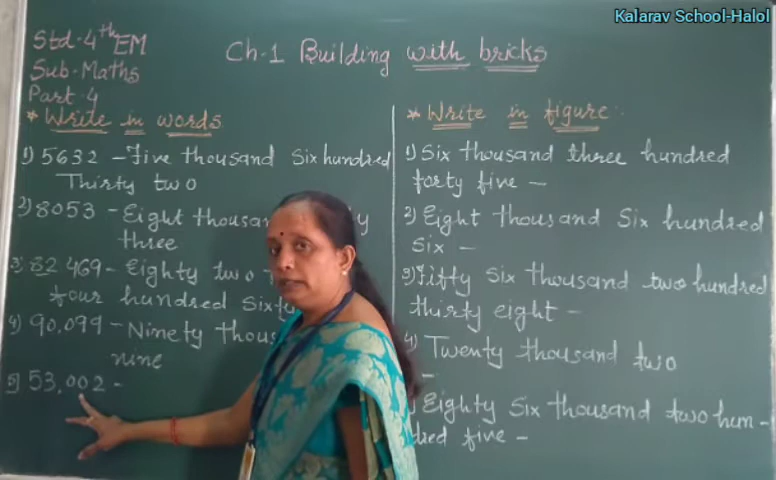 Kalarav School-Halol
Std-4th EM
Sub-Maths
Part-4
Ch-1 Building with bricks
* Write in words
1) 5632 - Five thousand Six hundred
Thirty two
2) 8053 - Eight thousan
three
3) 82 469 - Eighty two
four hundred Sixty
4) 90,099 - Ninety thous
nine
5) 53,002 -
* Write in figure:
1) Six thousand three hundred
forty five -
2) Eight thousand Six hundred
six -
3) Fifty Six thousand two hundred
thirty eight -
4) Twenty thousand two
-
Eighty Six thousand two hun-
dred five -